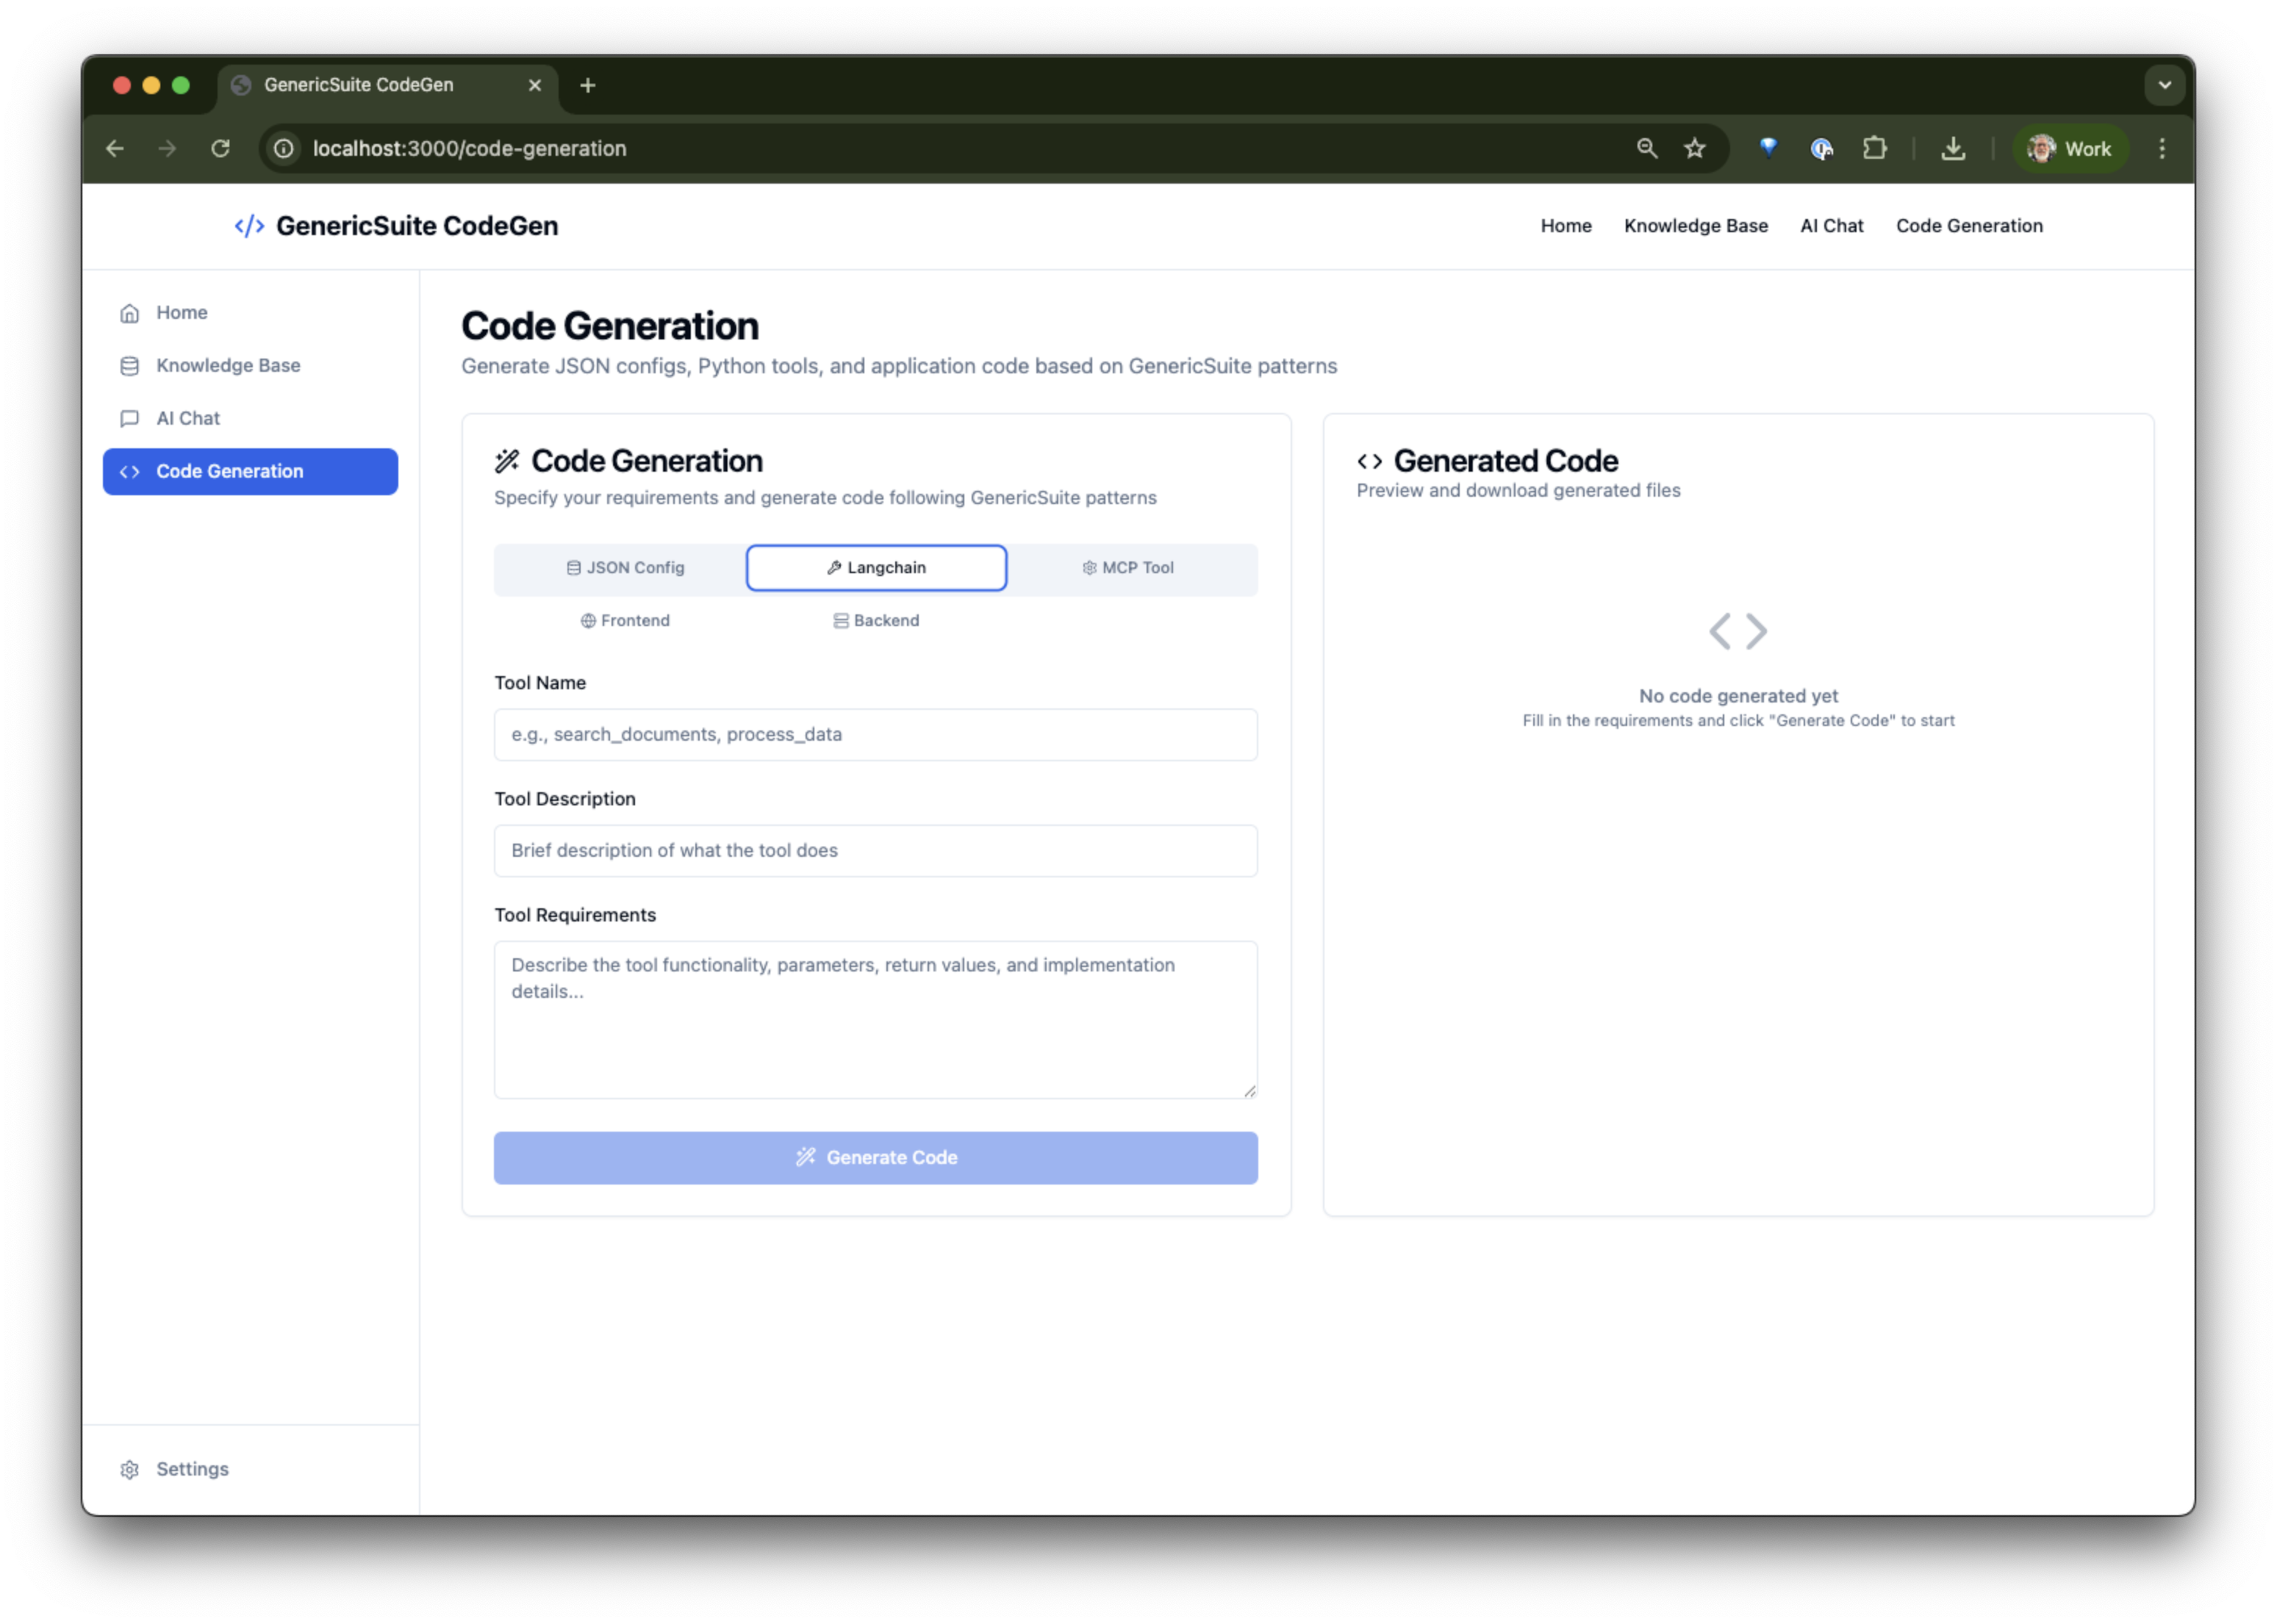 GenericSuite CodeGen
localhost:3000/code-generation
Work
</> GenericSuite CodeGen
Home
Knowledge Base
AI Chat
Code Generation
Home
Knowledge Base
AI Chat
Code Generation
Settings
Code Generation
Generate JSON configs, Python tools, and application code based on GenericSuite patterns
Code Generation
Specify your requirements and generate code following GenericSuite patterns
JSON Config
Langchain
MCP Tool
Frontend
Backend
Tool Name
e.g., search_documents, process_data
Tool Description
Brief description of what the tool does
Tool Requirements
Describe the tool functionality, parameters, return values, and implementation
details...
Generate Code
Generated Code
Preview and download generated files
No code generated yet
Fill in the requirements and click "Generate Code" to start